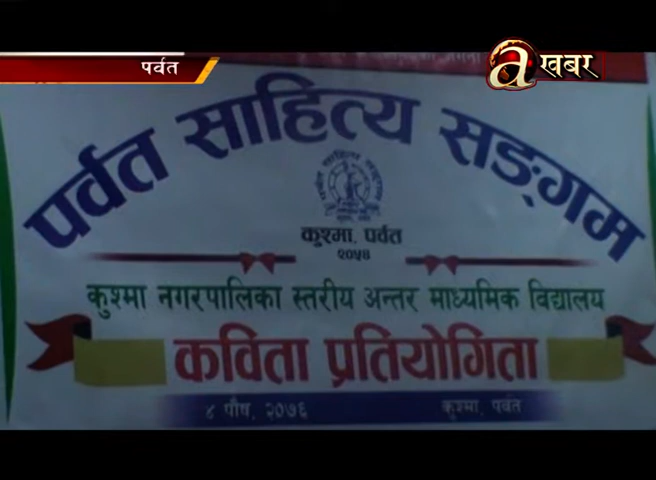 पर्वत
a खबर
पर्वत साहित्य सङ्गम
कुश्मा, पर्वत
२०५४
कुश्मा नगरपालिका स्तरीय अन्तर माध्यमिक विद्यालय
कविता प्रतियोगिता
४ पौष, २०७६ कुश्मा, पर्वत